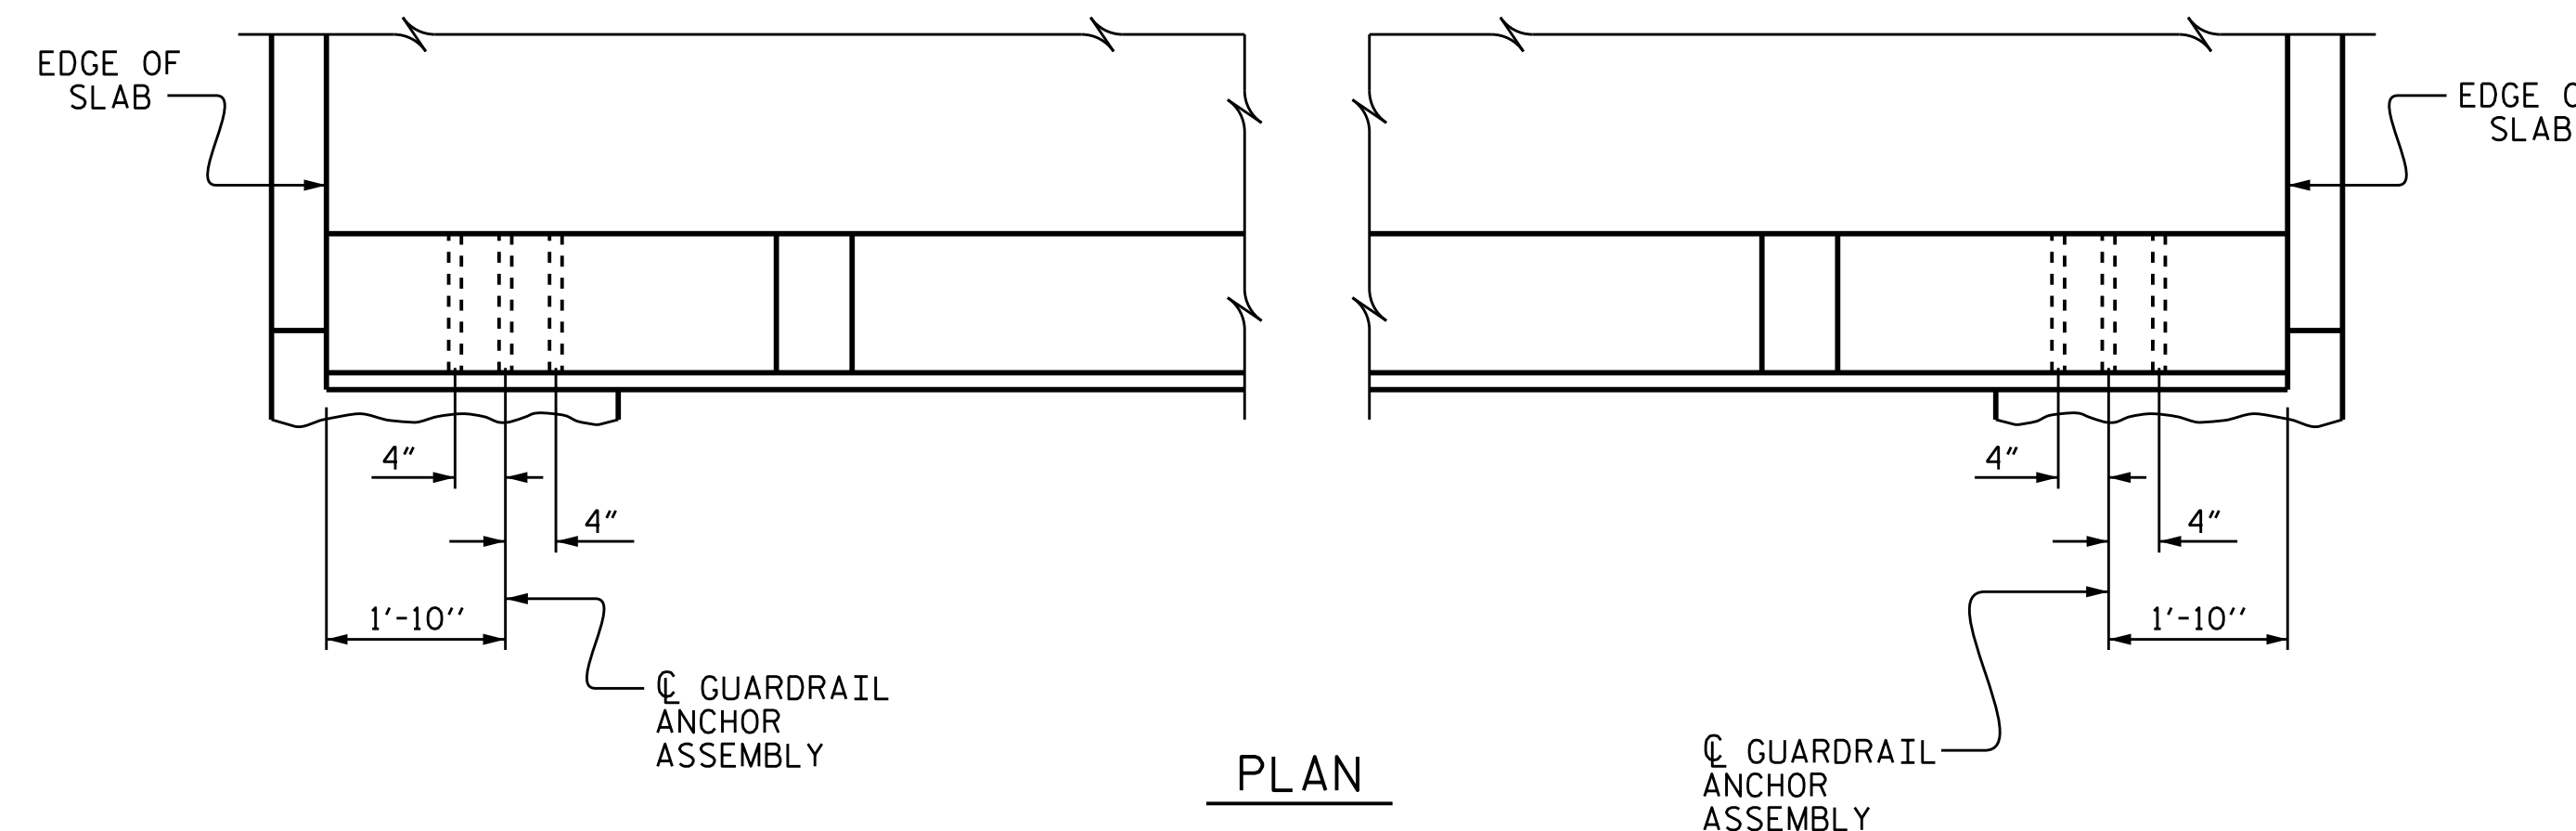 EDGE OF
SLAB
EDGE
SLAB
4"
4"
1'-10''
℄ GUARDRAIL
ANCHOR
ASSEMBLY
4"
4"
1'-10''
℄ GUARDRAIL
ANCHOR
ASSEMBLY
PLAN